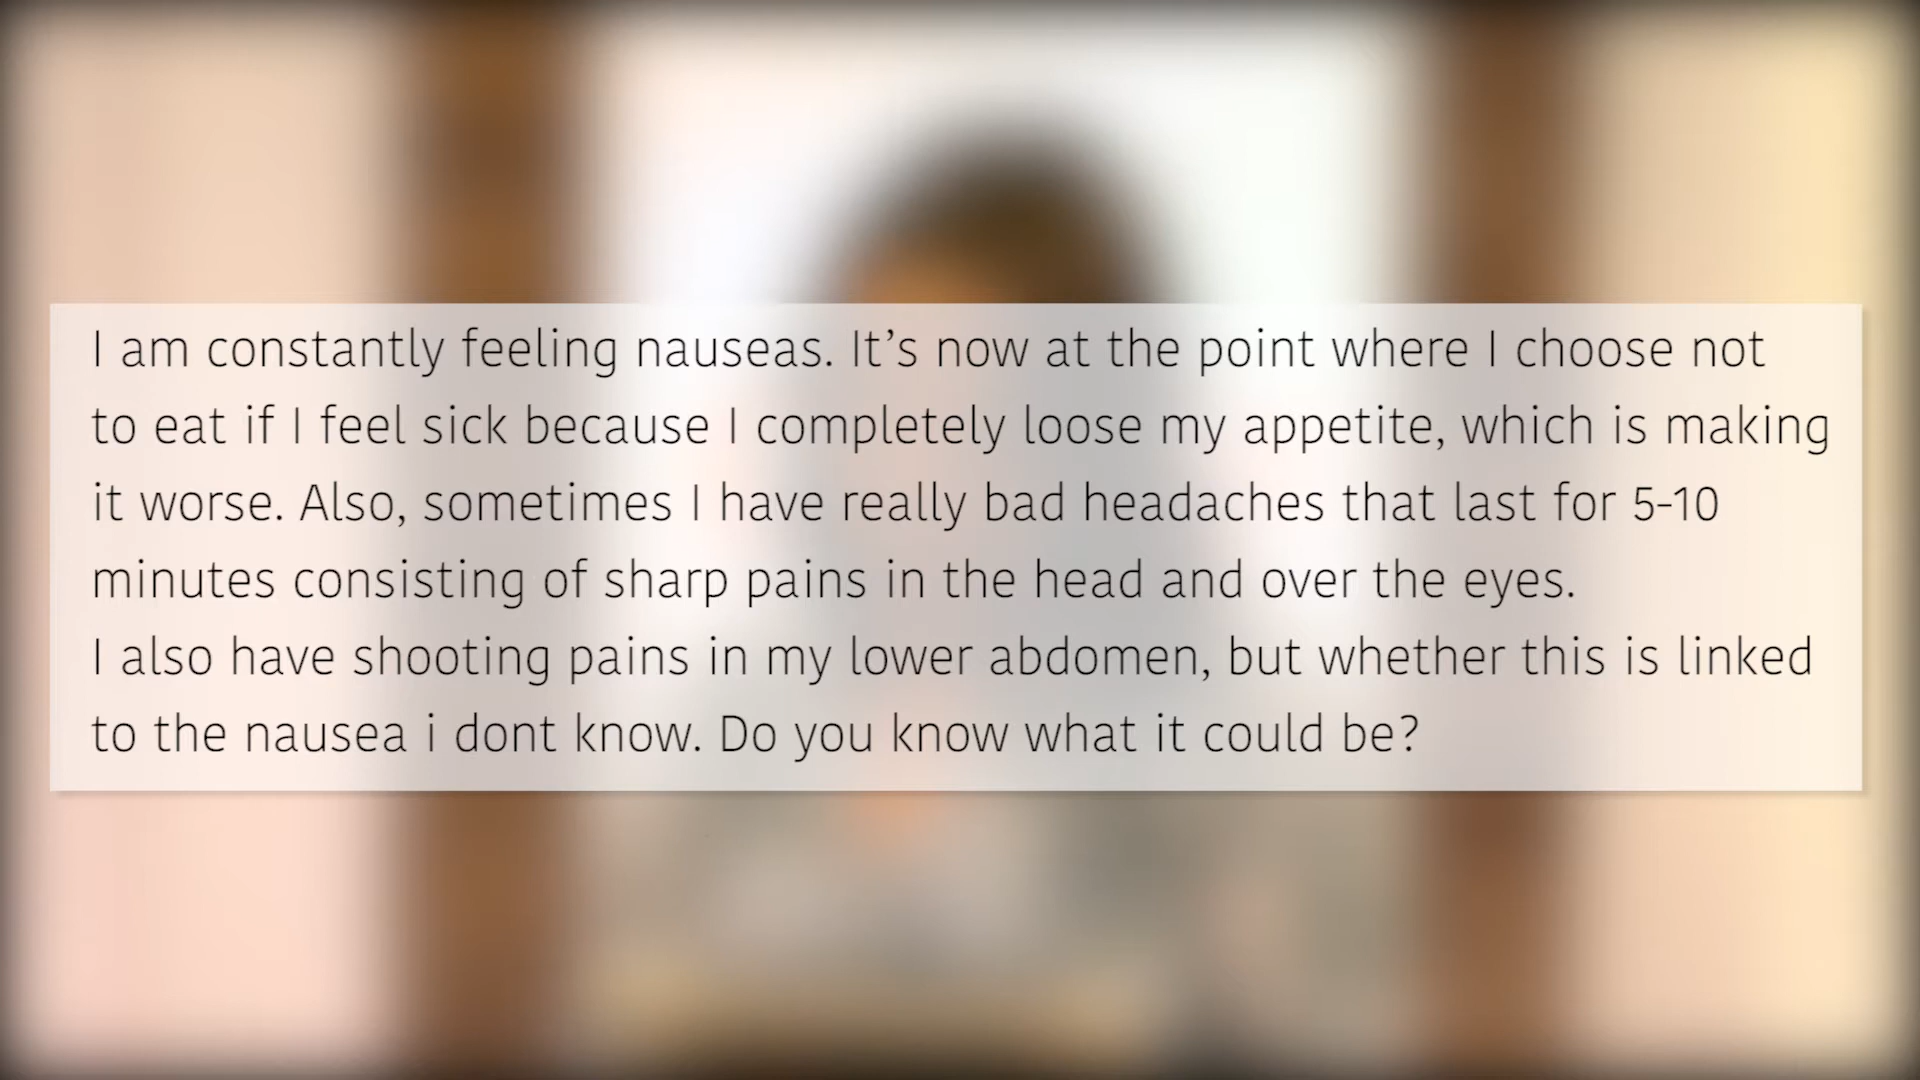 I am constantly feeling nauseas. It’s now at the point where I choose not
to eat if I feel sick because I completely loose my appetite, which is making
it worse. Also, sometimes I have really bad headaches that last for 5-10
minutes consisting of sharp pains in the head and over the eyes.
I also have shooting pains in my lower abdomen, but whether this is linked
to the nausea i dont know. Do you know what it could be?